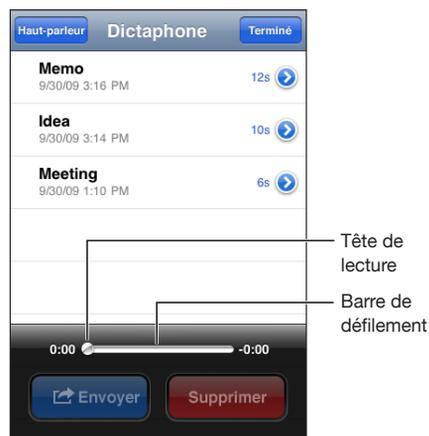 Haut-parleur Dictaphone Terminé
Memo
9/30/09 3:16 PM 12s
Idea
9/30/09 3:14 PM 10s
Meeting
9/30/09 1:10 PM 6s
Tête de
lecture
Barre de
défilement
0:00 -0:00
Envoyer Supprimer